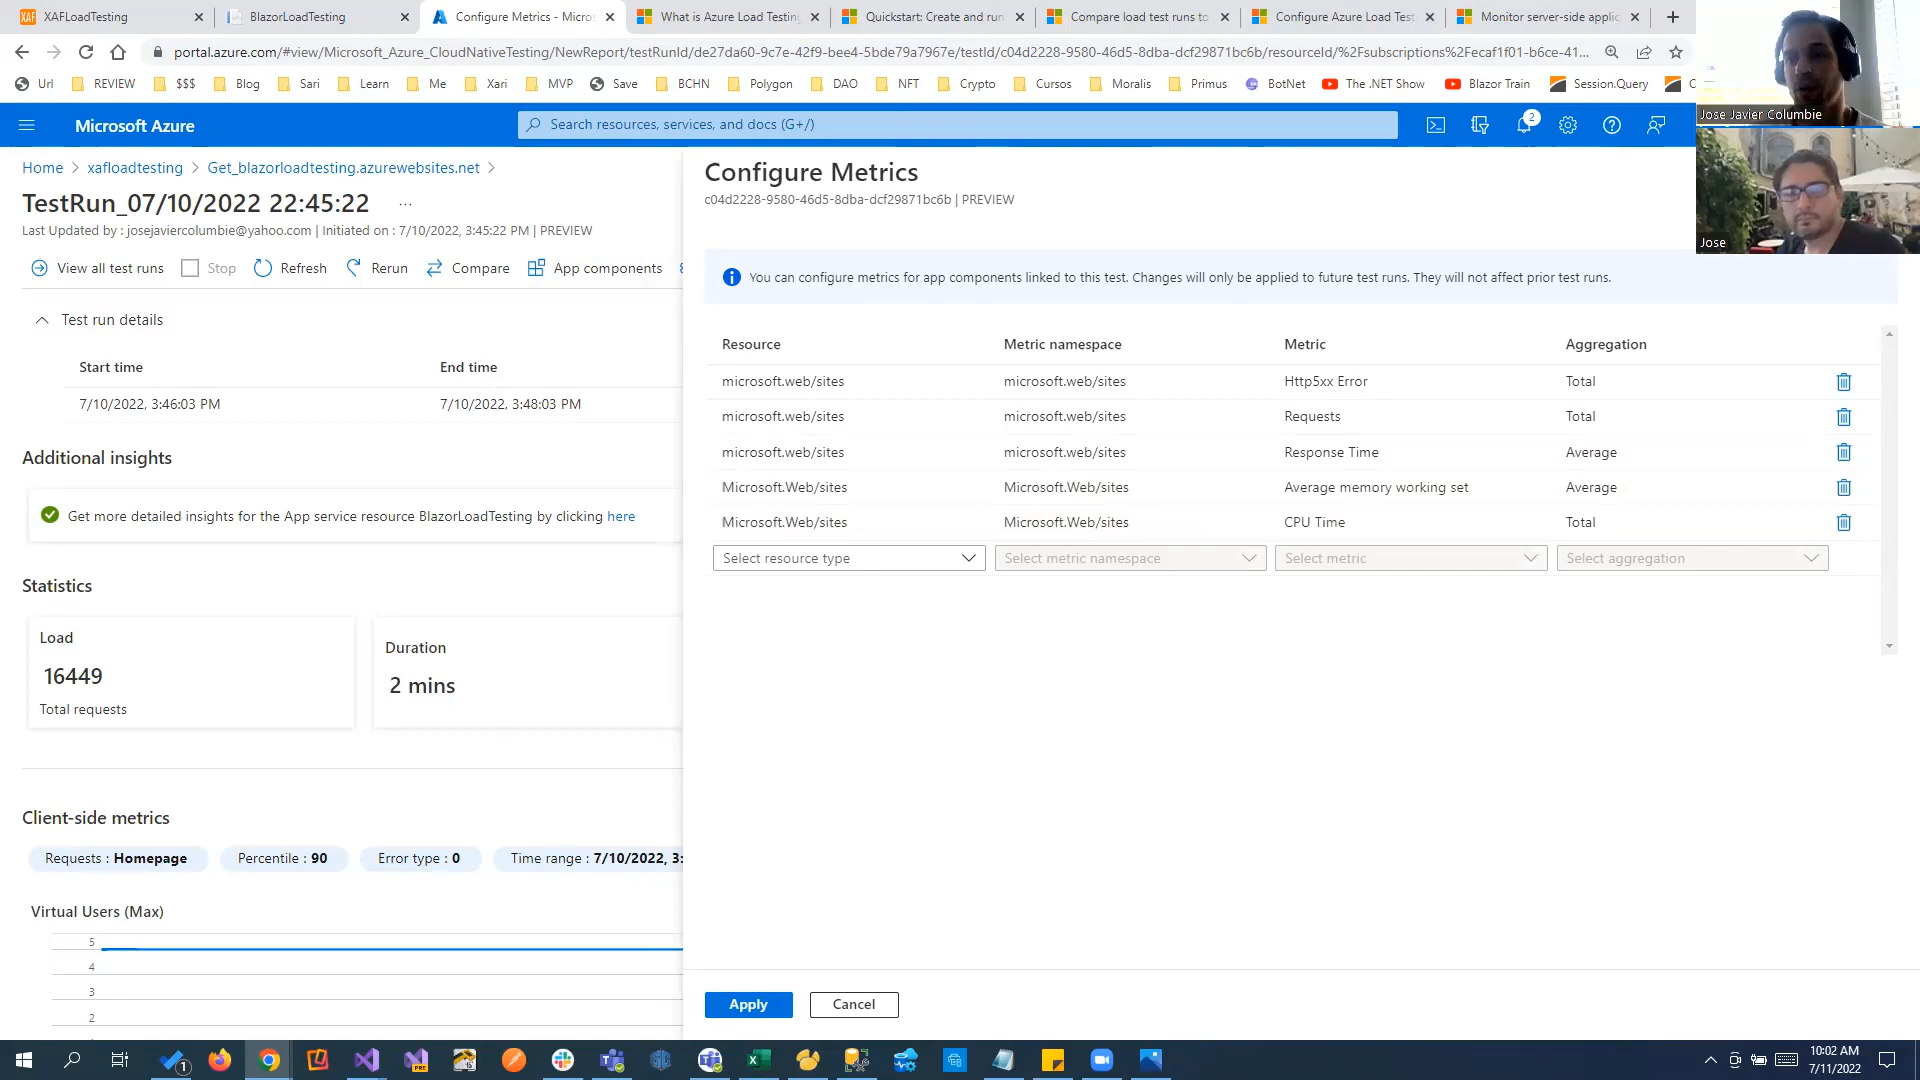 XAFLoadTesting
BlazorLoadTesting
Configure Metrics - Micros
What is Azure Load Testing
Quickstart: Create and run
Compare load test runs to
Configure Azure Load Test
Monitor server-side applic
portal.azure.com/#view/Microsoft_Azure_CloudNativeTesting/NewReport/testRunId/de27da60-9c7e-42f9-bee4-5bde79a7967e/testId/c04d2228-9580-46d5-8dba-dcf29871bc6b/resourceId/%2Fsubscriptions%2Fecaf1f01-b6ce-41...
Url REVIEW $$$ Blog Sari Learn Me Xari MVP Save BCHN Polygon DAO NFT Crypto Cursos Moralis Primus BotNet The .NET Show Blazor Train Session.Query
Jose Javier Columbie
Microsoft Azure
Search resources, services, and docs (G+/)
2
Jose
Home > xafloadtesting > Get_blazorloadtesting.azurewebsites.net >
TestRun_07/10/2022 22:45:22 ...
Last Updated by : josejaviercolumbie@yahoo.com | Initiated on : 7/10/2022, 3:45:22 PM | PREVIEW
View all test runs Stop Refresh Rerun Compare App components
Test run details
Start time End time
7/10/2022, 3:46:03 PM 7/10/2022, 3:48:03 PM
Additional insights
Get more detailed insights for the App service resource BlazorLoadTesting by clicking here
Statistics
Load
16449
Total requests
Duration
2 mins
Client-side metrics
Requests : Homepage Percentile : 90 Error type : 0 Time range : 7/10/2022, 3:
Virtual Users (Max)
5
4
3
2
Configure Metrics
c04d2228-9580-46d5-8dba-dcf29871bc6b | PREVIEW
You can configure metrics for app components linked to this test. Changes will only be applied to future test runs. They will not affect prior test runs.
Resource Metric namespace Metric Aggregation
microsoft.web/sites microsoft.web/sites Http5xx Error Total
microsoft.web/sites microsoft.web/sites Requests Total
microsoft.web/sites microsoft.web/sites Response Time Average
Microsoft.Web/sites Microsoft.Web/sites Average memory working set Average
Microsoft.Web/sites Microsoft.Web/sites CPU Time Total
Select resource type Select metric namespace Select metric Select aggregation
Apply Cancel
1
PRE
10:02 AM
7/11/2022